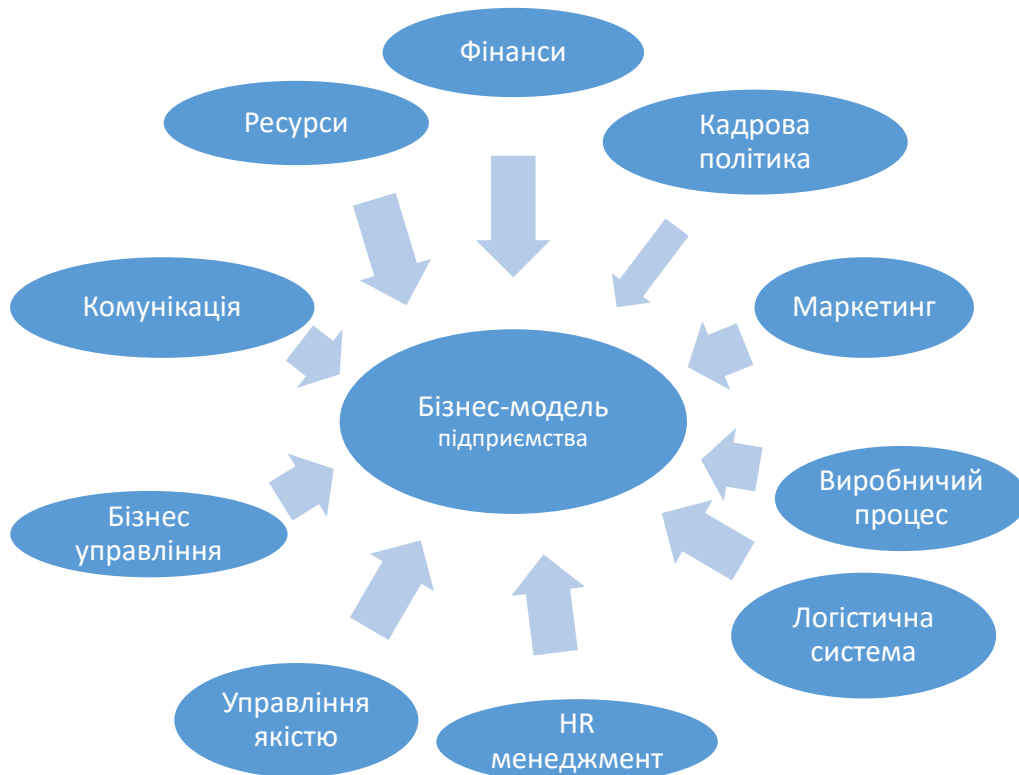 Фінанси
Ресурси
Кадрова
політика
Комунікація
Маркетинг
Бізнес-модель
підприємства
Виробничий
процес
Бізнес
управління
Логістична
система
Управління
якістю
HR
менеджмент